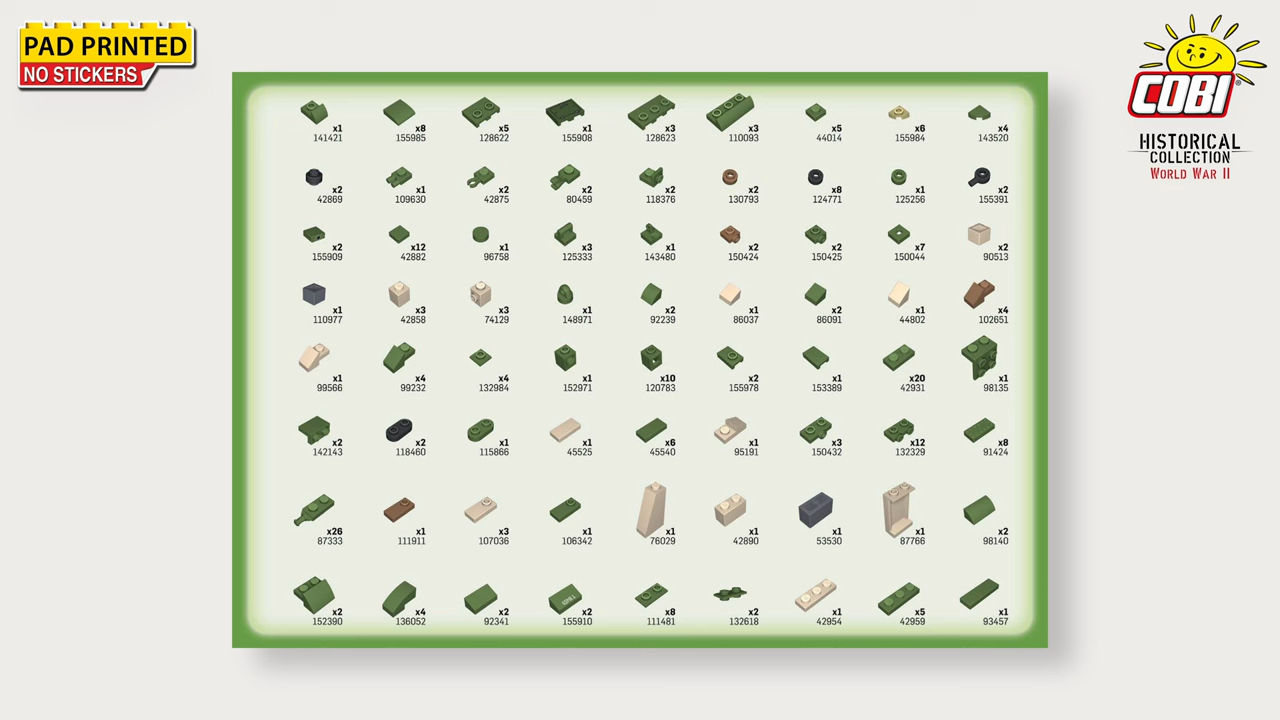 PAD PRINTED
NO STICKERS
COBI
®
HISTORICAL
COLLECTION
WORLD WAR II
x1 x8 x5 x1 x3 x3 x5 x6 x4
141421 155985 128622 155908 128623 110093 44014 155984 143520
x2 x1 x2 x2 x2 x2 x8 x1 x2
42869 109630 42875 80459 118376 130793 124771 125256 155391
x2 x12 x1 x3 x1 x2 x2 x7 x2
155909 42882 96758 125333 143480 150424 150425 150044 90513
x1 x3 x3 x1 x2 x1 x2 x1 x4
110977 42858 74129 148971 92239 86037 86091 44802 102651
x1 x4 x4 x1 x10 x2 x1 x20 x1
99566 99232 132984 152971 120783 155978 153389 42931 98135
x2 x2 x1 x1 x6 x1 x3 x12 x8
142143 118460 115866 45525 45540 95191 150432 132329 91424
x26 x1 x3 x1 x1 x1 x1 x1 x2
87333 111911 107036 106342 76029 42890 53530 87766 98140
x2 x4 x2 x2 x8 x2 x1 x5 x1
152390 136052 92341 155910 111481 132618 42954 42959 93457